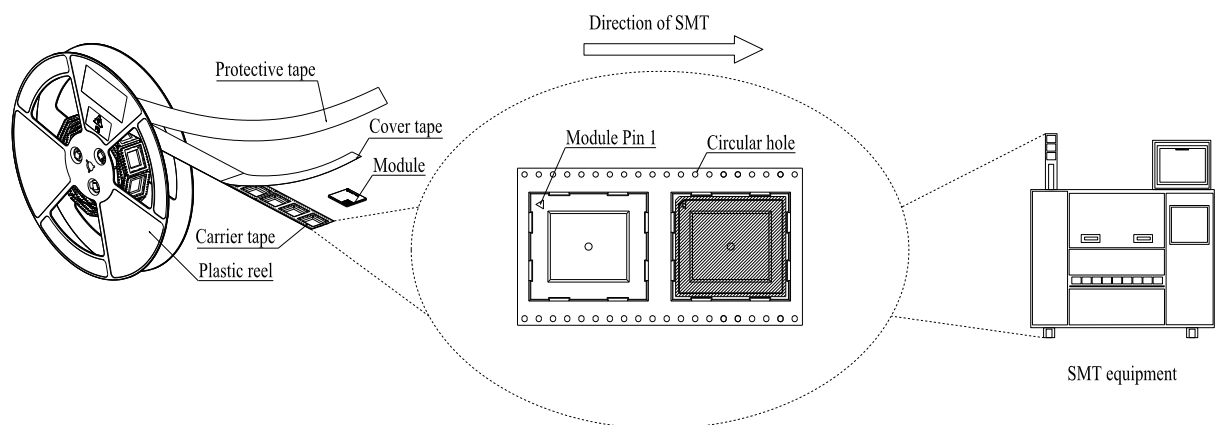 Direction of SMT
Protective tape
Cover tape
Module
Carrier tape
Plastic reel
Module Pin 1
Circular hole
SMT equipment